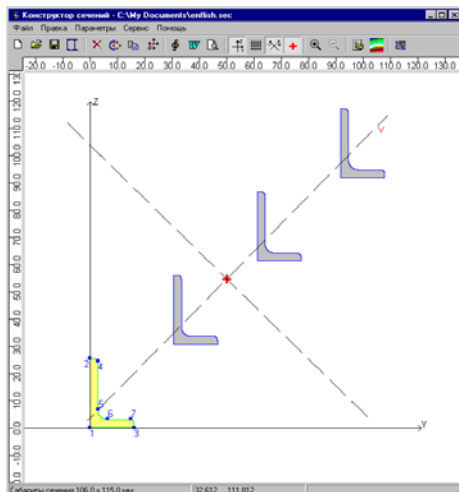 Конструктор сечений - C:\My Documents\enflish.sec
Файл Правка Параметры Сервис Помощь
-20.0 -10.0 0.0 10.0 20.0 30.0 40.0 50.0 60.0 70.0 80.0 90.0 100.0 110.0 120.0 130.
Z
120.0
V
110.0
100.0
90.0
80.0
70.0
60.0
50.0
40.0
30.0
2 4
20.0
10.0
5 6 7
0.0
1 3 Y
-10.0
Габариты сечения 106.0 x 115.0 мм 32.612 111.812